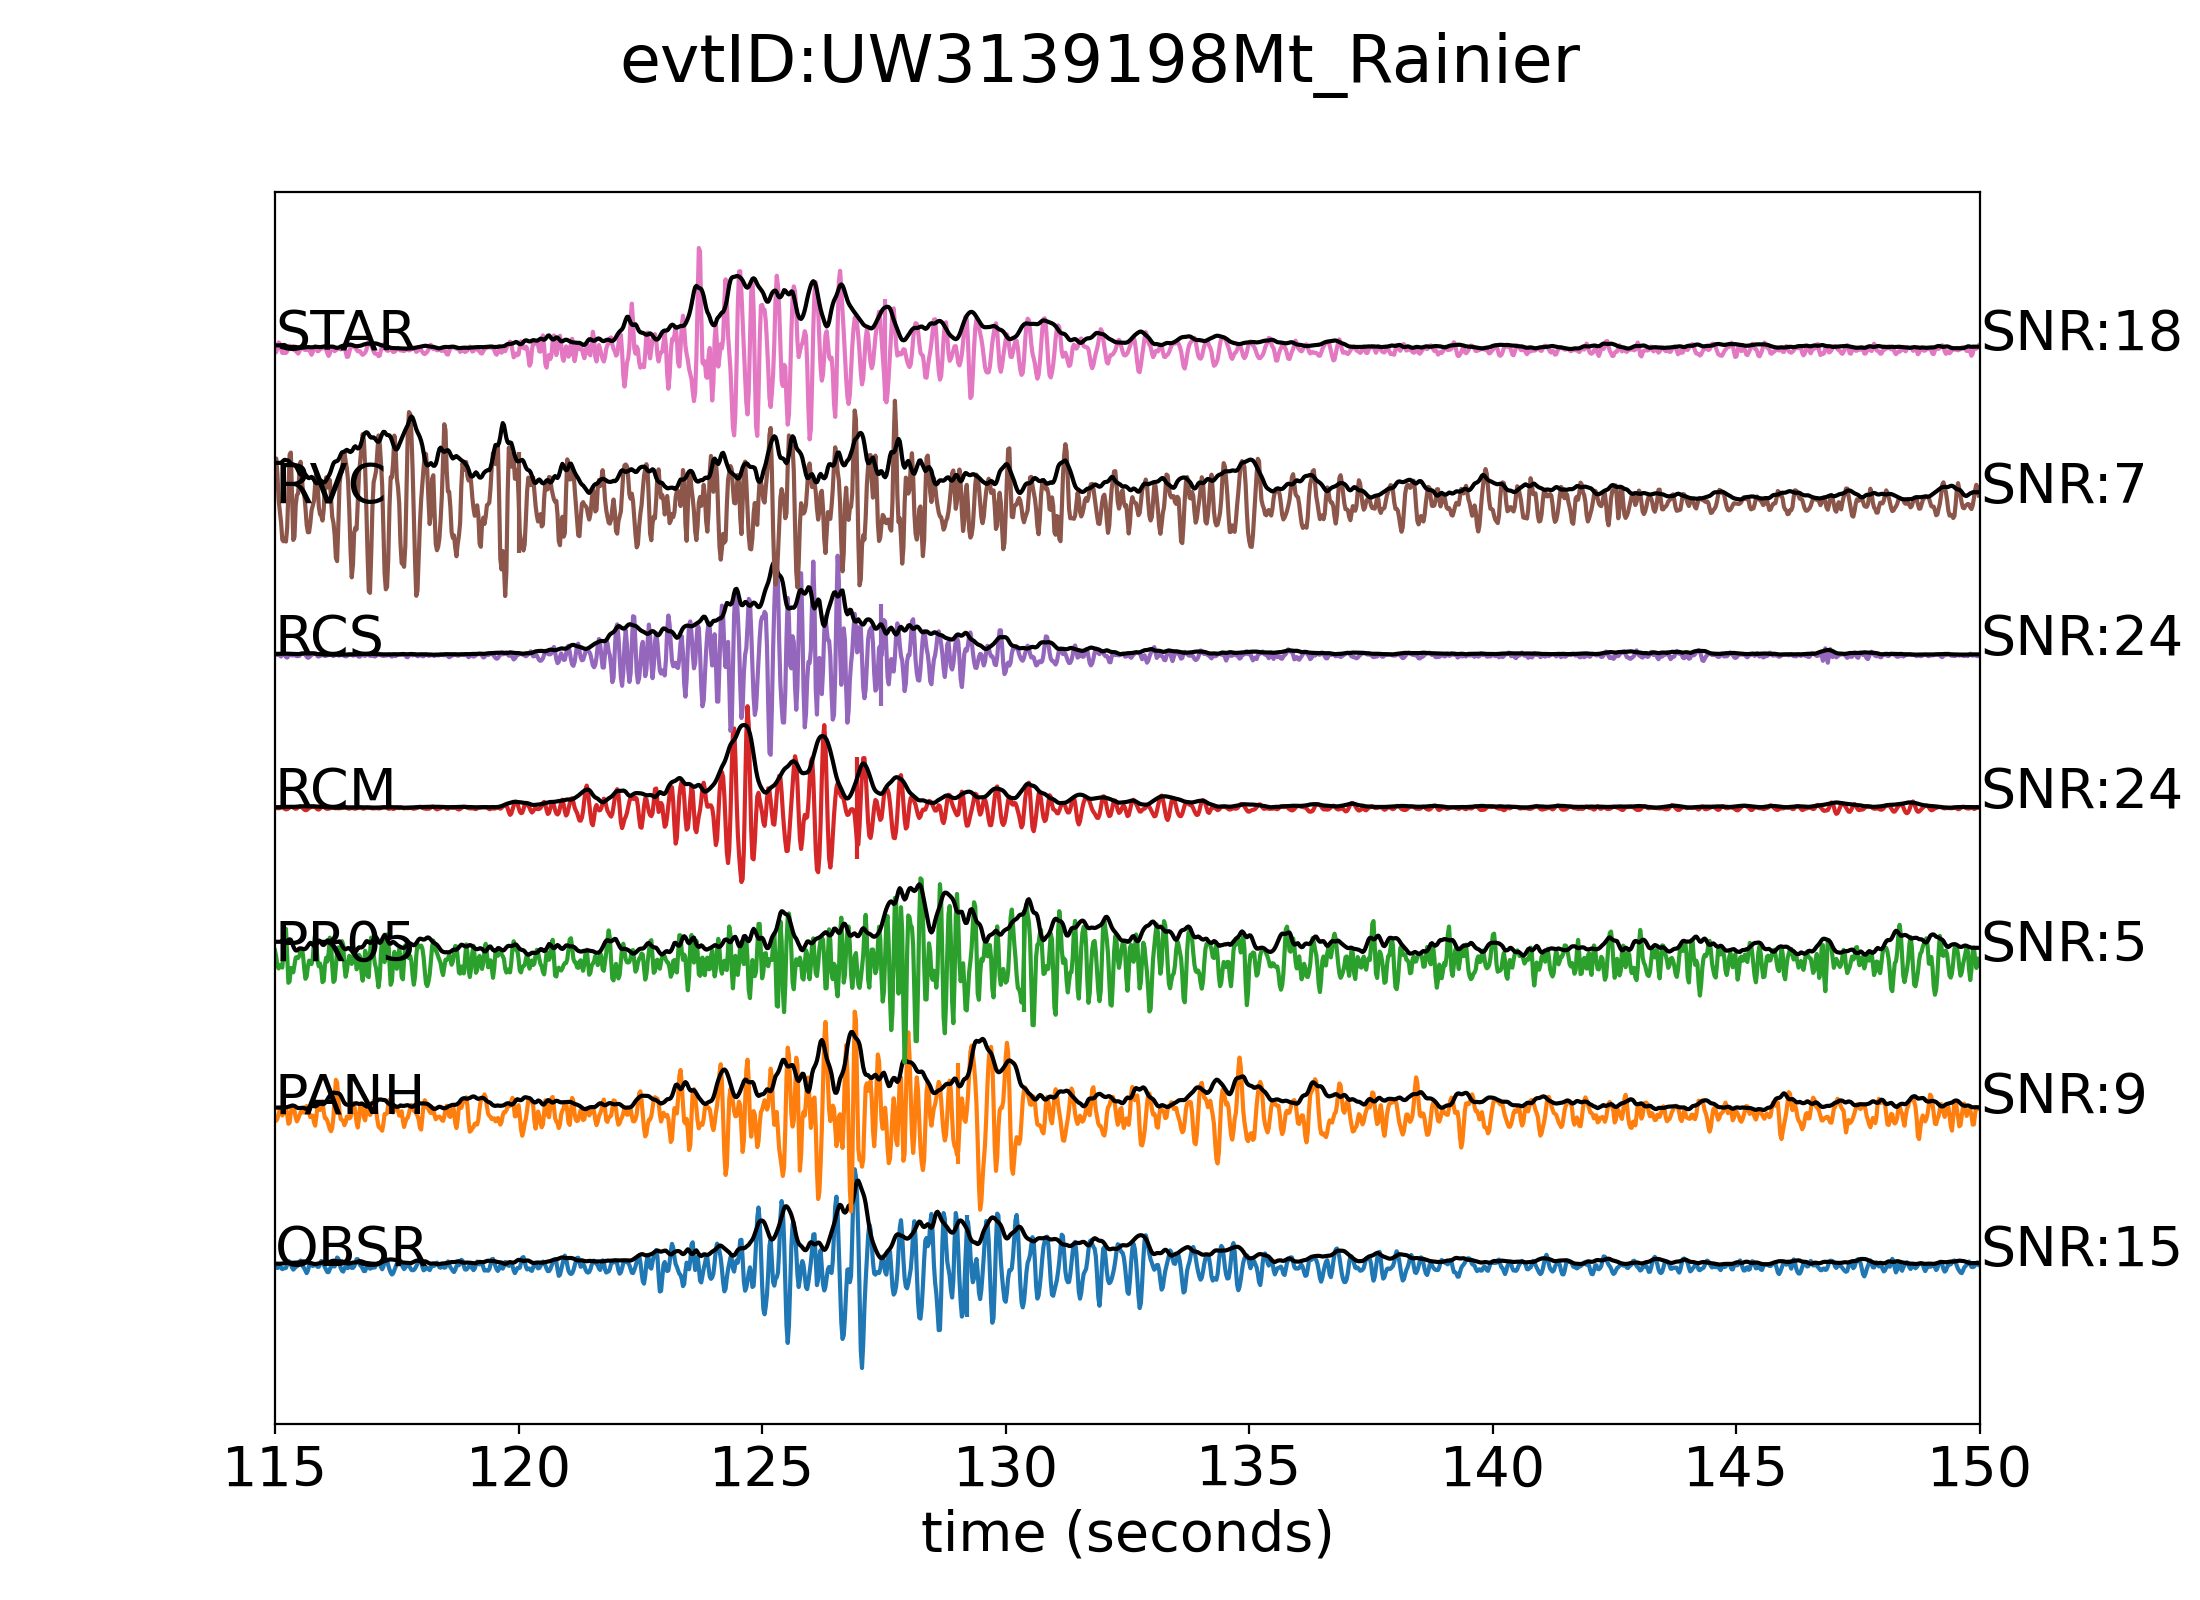 evtID:UW3139198Mt_Rainier
STAR SNR:18
RVC SNR:7
RCS SNR:24
RCM SNR:24
PR05 SNR:5
PANH SNR:9
OBSR SNR:15
115 120 125 130 135 140 145 150
time (seconds)